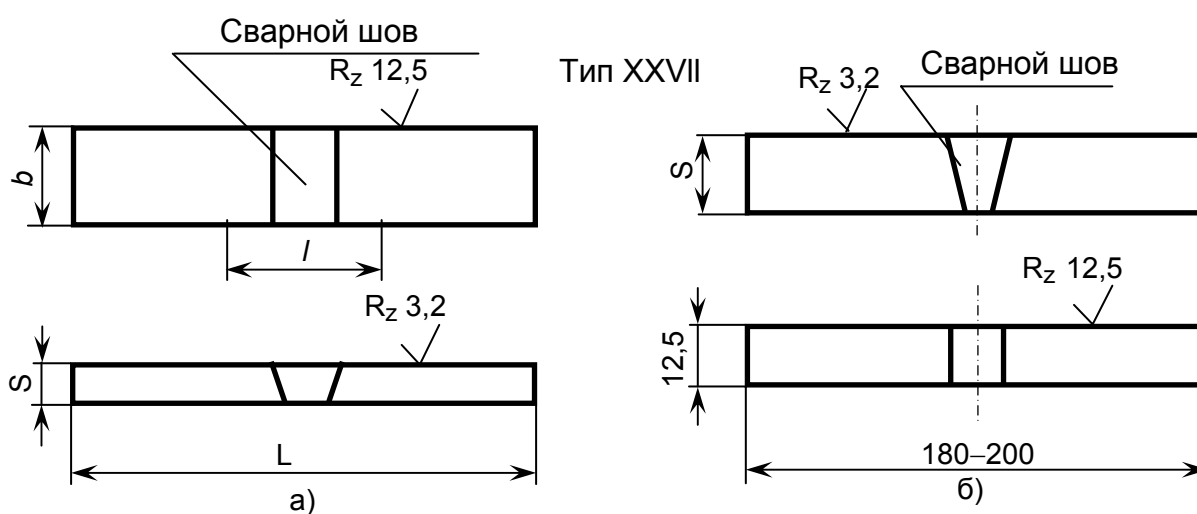 Сварной шов
R_z 12,5
Тип XXVII
R_z 3,2
Сварной шов
b
l
S
R_z 3,2
S
L
а)
R_z 12,5
12,5
180–200
б)